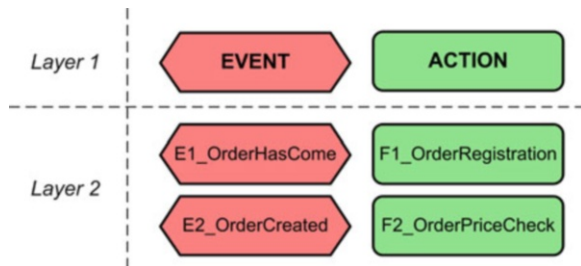 Layer 1
EVENT
ACTION
Layer 2
E1_OrderHasCome
F1_OrderRegistration
E2_OrderCreated
F2_OrderPriceCheck